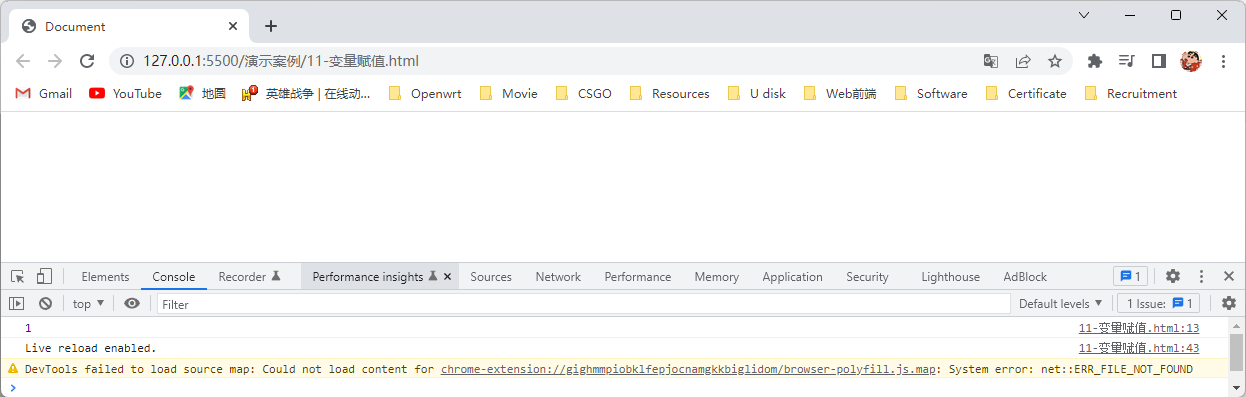 Document
127.0.0.1:5500/演示案例/11-变量赋值.html
Gmail YouTube 地图 英雄战争 | 在线动... Openwrt Movie CSGO Resources U disk Web前端 Software Certificate Recruitment
Elements Console Recorder Performance insights Sources Network Performance Memory Application Security Lighthouse AdBlock 1
top Filter Default levels 1 Issue: 1
1 11-变量赋值.html:13
Live reload enabled. 11-变量赋值.html:43
DevTools failed to load source map: Could not load content for chrome-extension://gighmmpiobklfepjocnamgkkbiglidom/browser-polyfill.js.map: System error: net::ERR_FILE_NOT_FOUND